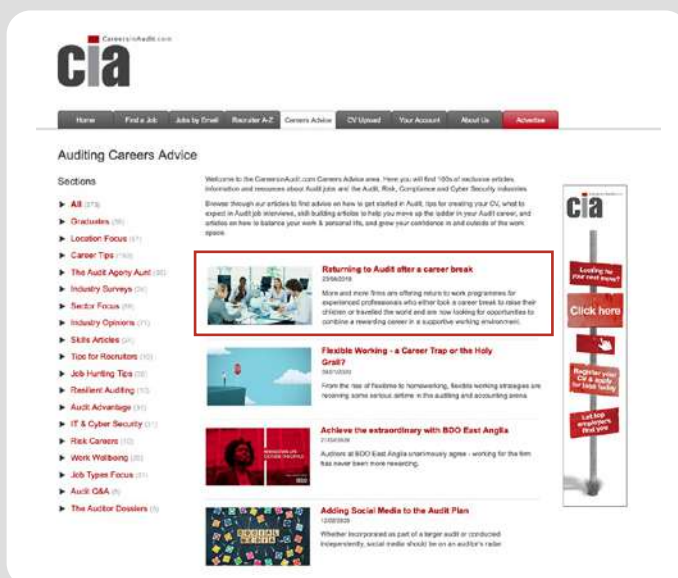 CareersinAudit.com
cia
Home Find a Job Jobs by Email Recruiter A-Z Careers Advice CV Upload Your Account About Us Advertise
Auditing Careers Advice
Sections
All
Graduates
Location Focus
Career Tips
The Audit Agony Aunt
Industry Surveys
Sector Focus
Industry Opinions
Skills Articles
Tips for Recruiters
Job Hunting Tips
Resilient Auditing
Audit Advantage
IT & Cyber Security
Risk Careers
Work Wellbeing
Job Types Focus
Audit Q&A
The Auditor Dossiers
Welcome to the CareersinAudit.com Careers Advice area. Here you will find 100s of exclusive articles,
information and resources about Audit jobs and the Audit, Risk, Compliance and Cyber Security industries
Browse through our articles to find advice on how to get started in Audit, tips for creating your CV, what to
expect in Audit job interviews, skill building articles to help you move up the ladder in your Audit career, and
articles on how to balance your work & personal life, and grow your confidence in and outside of the work
space.
Returning to Audit after a career break
More and more firms are offering return to work programmes for
experienced professionals who either took a career break to raise their
children or travelled the world and are now looking for opportunities to
combine a rewarding career in a supportive working environment.
Flexible Working - a Career Trap or the Holy
Grail?
From the rise of flexitime to homeworking, flexible working strategies are
receiving some serious airtime in the auditing and accounting arena
Achieve the extraordinary with BDO East Anglia
Auditors at BDO East Anglia unanimously agree - working for the firm
has never been more rewarding.
SOCIAL
MEDIA
Adding Social Media to the Audit Plan
Whether incorporated as part of a larger audit or conducted
independently, social media should be on an auditor's radar
cia
Looking for
your next move?
Click here
Register your
CV & apply
for jobs today
Let top
employers
find you